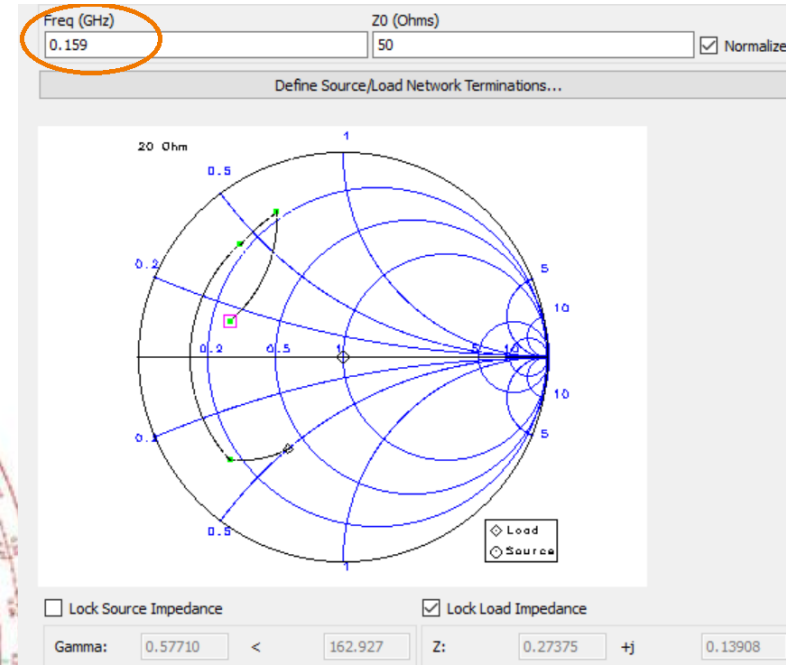 Freq (GHz) Z0 (Ohms)
0.159 50 Normalize
Define Source/Load Network Terminations...
20 Ohm
1
0.5
0.2 5
10
0.2 0.5 1 5 10
10
0.2 5
0.5
1
Load
Source
Lock Source Impedance Lock Load Impedance
Gamma: 0.57710 < 162.927 Z: 0.27375 +j 0.13908